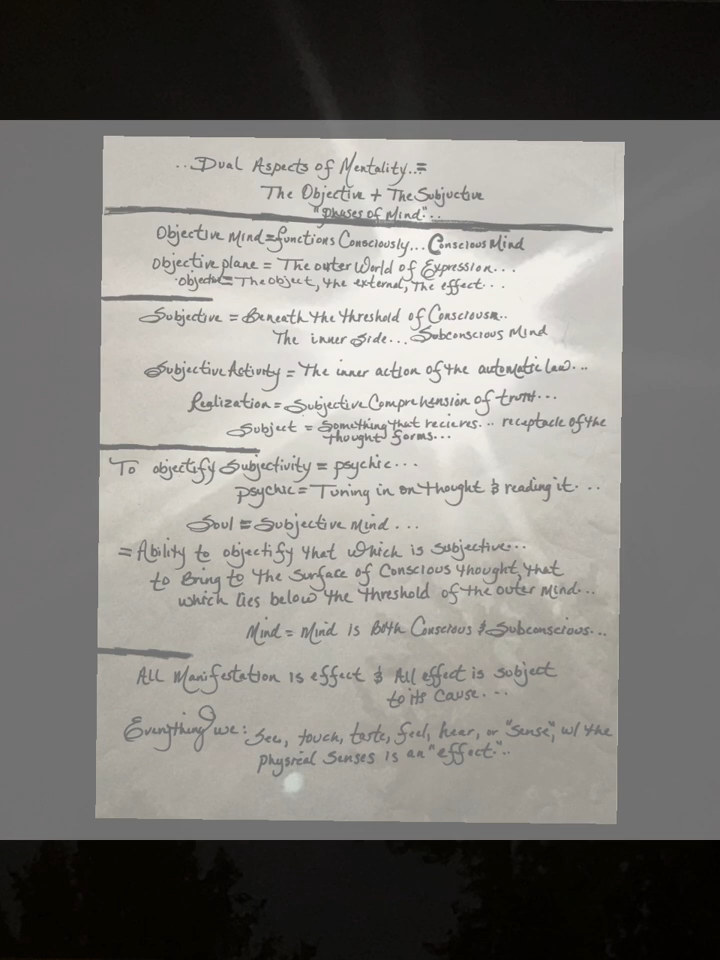 ...Dual Aspects of Mentality..=
The Objective + The Subjuctive
"phases of Mind"...
Objective Mind=functions Consciously... Conscious Mind
Objective plane = The outer World of Expression...
= The object, the external, The effect...
Subjective = Beneath the threshold of Consciousn..
The inner Side... Subconscious Mind
Subjective Activity = The inner action of the automatic law...
Realization = Subjective Comprehension of truth...
Subject = Something that recieves... receptacle of the
thought forms...
To objectify Subjectivity = psychic...
psychic = Tuning in on thought & reading it...
Soul = Subjective Mind...
= Ability to objectify that which is subjective...
to Bring to the Surface of Conscious thought, that
which lies below the threshold of the outer Mind...
Mind = Mind is Both Conscious & Subconscious...
All Manifestation is effect & All effect is subject
to its Cause...
Everything we: See, touch, taste, feel, hear, or "sense", w/ the
physical Senses is an "effect."..